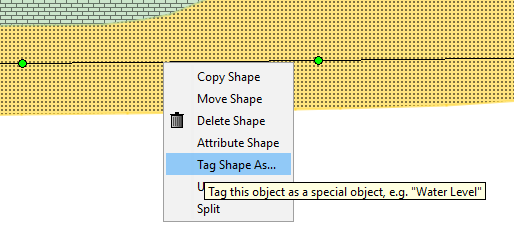 Copy Shape
Move Shape
Delete Shape
Attribute Shape
Tag Shape As...
Tag this object as a special object, e.g. "Water Level"
Split